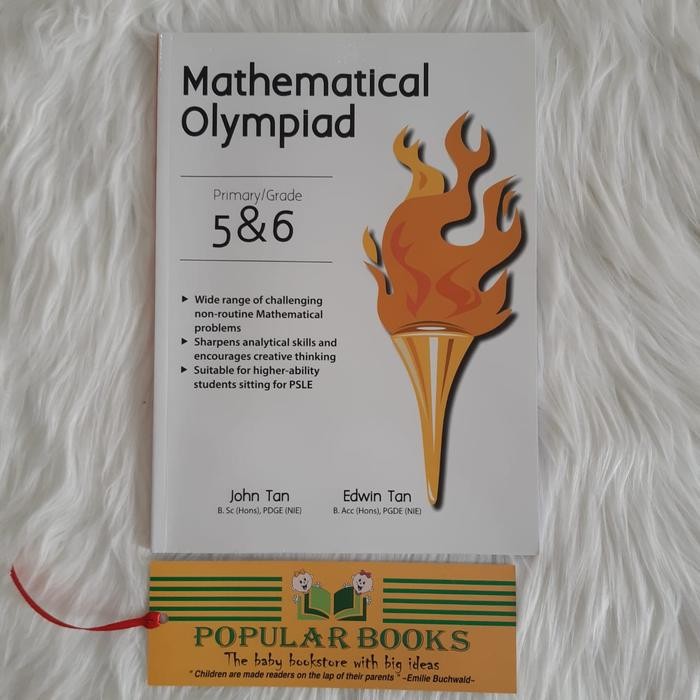 Mathematical
Olympiad
Primary/Grade
5&6
▶ Wide range of challenging
non-routine Mathematical
problems
▶ Sharpens analytical skills and
encourages creative thinking
▶ Suitable for higher-ability
students sitting for PSLE
John Tan
B. Sc (Hons), PDGE (NIE)
Edwin Tan
B. Acc (Hons), PGDE (NIE)
POPULAR BOOKS
The baby bookstore with big ideas
" Children are made readers on the lap of their parents " ~Emilie Buchwald~